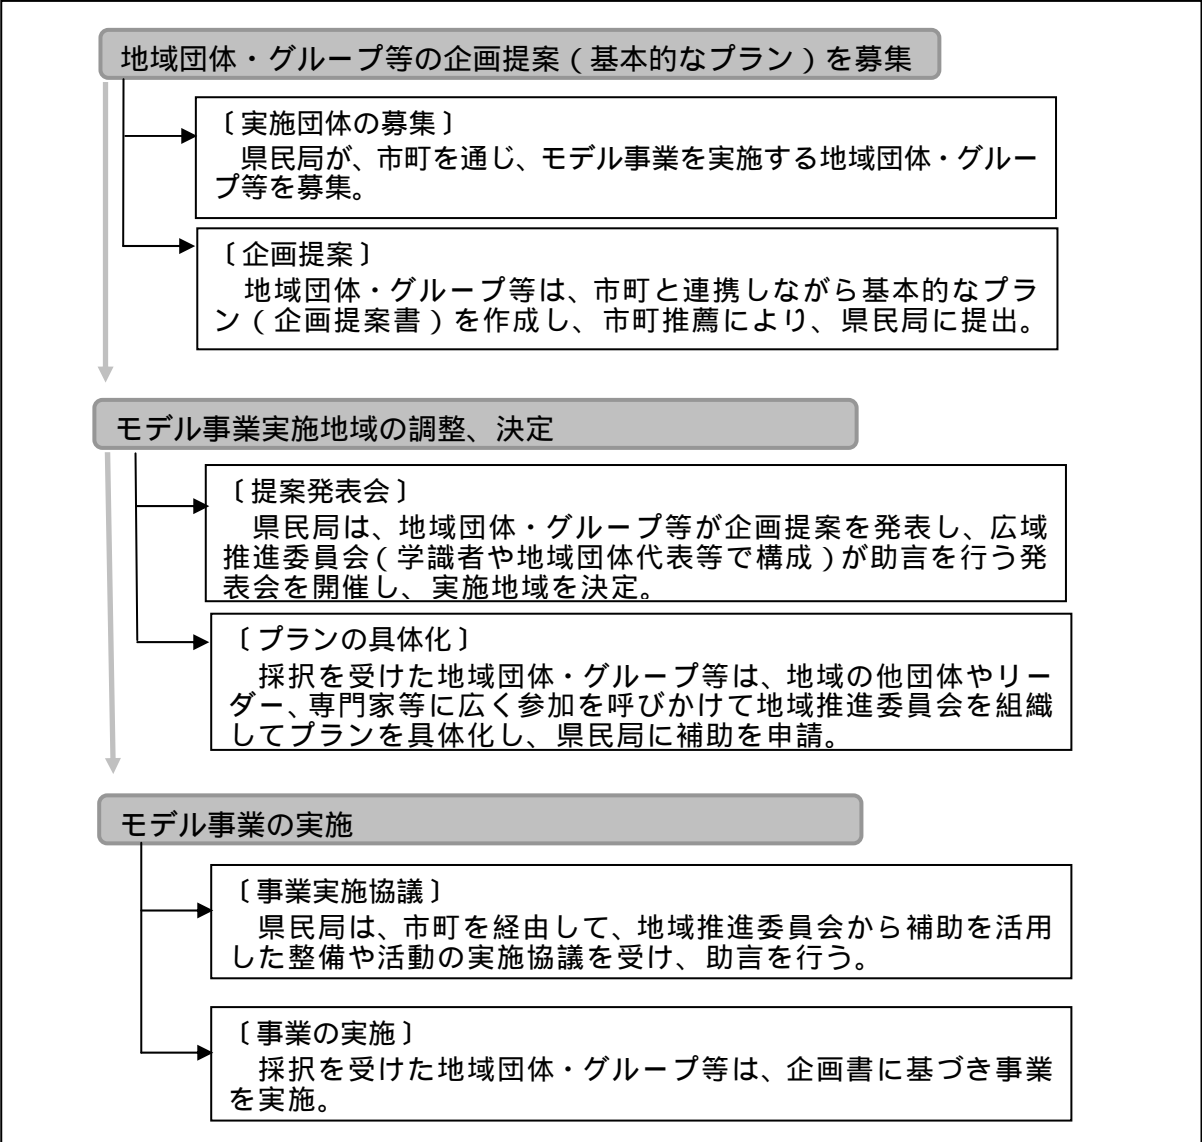 地域団体・グループ等の企画提案（基本的なプラン）を募集
〔実施団体の募集〕
県民局が、市町を通じ、モデル事業を実施する地域団体・グルー
プ等を募集。
〔企画提案〕
地域団体・グループ等は、市町と連携しながら基本的なプラ
ン（企画提案書）を作成し、市町推薦により、県民局に提出。
モデル事業実施地域の調整、決定
〔提案発表会〕
県民局は、地域団体・グループ等が企画提案を発表し、広域
推進委員会（学識者や地域団体代表等で構成）が助言を行う発
表会を開催し、実施地域を決定。
〔プランの具体化〕
採択を受けた地域団体・グループ等は、地域の他団体やリー
ダー、専門家等に広く参加を呼びかけて地域推進委員会を組織
してプランを具体化し、県民局に補助を申請。
モデル事業の実施
〔事業実施協議〕
県民局は、市町を経由して、地域推進委員会から補助を活用
した整備や活動の実施協議を受け、助言を行う。
〔事業の実施〕
採択を受けた地域団体・グループ等は、企画書に基づき事業
を実施。